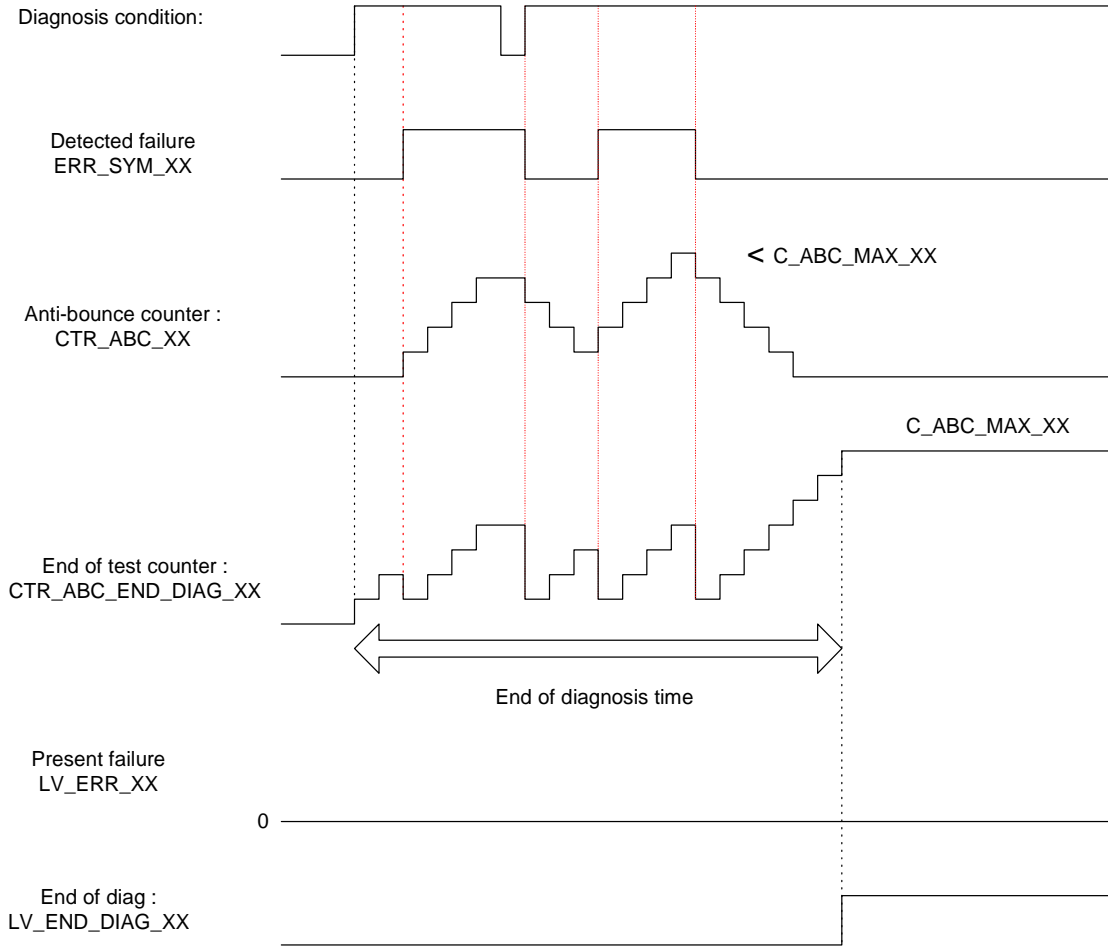 Diagnosis condition:
Detected failure
ERR_SYM_XX
< C_ABC_MAX_XX
Anti-bounce counter :
CTR_ABC_XX
C_ABC_MAX_XX
End of test counter :
CTR_ABC_END_DIAG_XX
End of diagnosis time
Present failure
LV_ERR_XX
0
End of diag :
LV_END_DIAG_XX